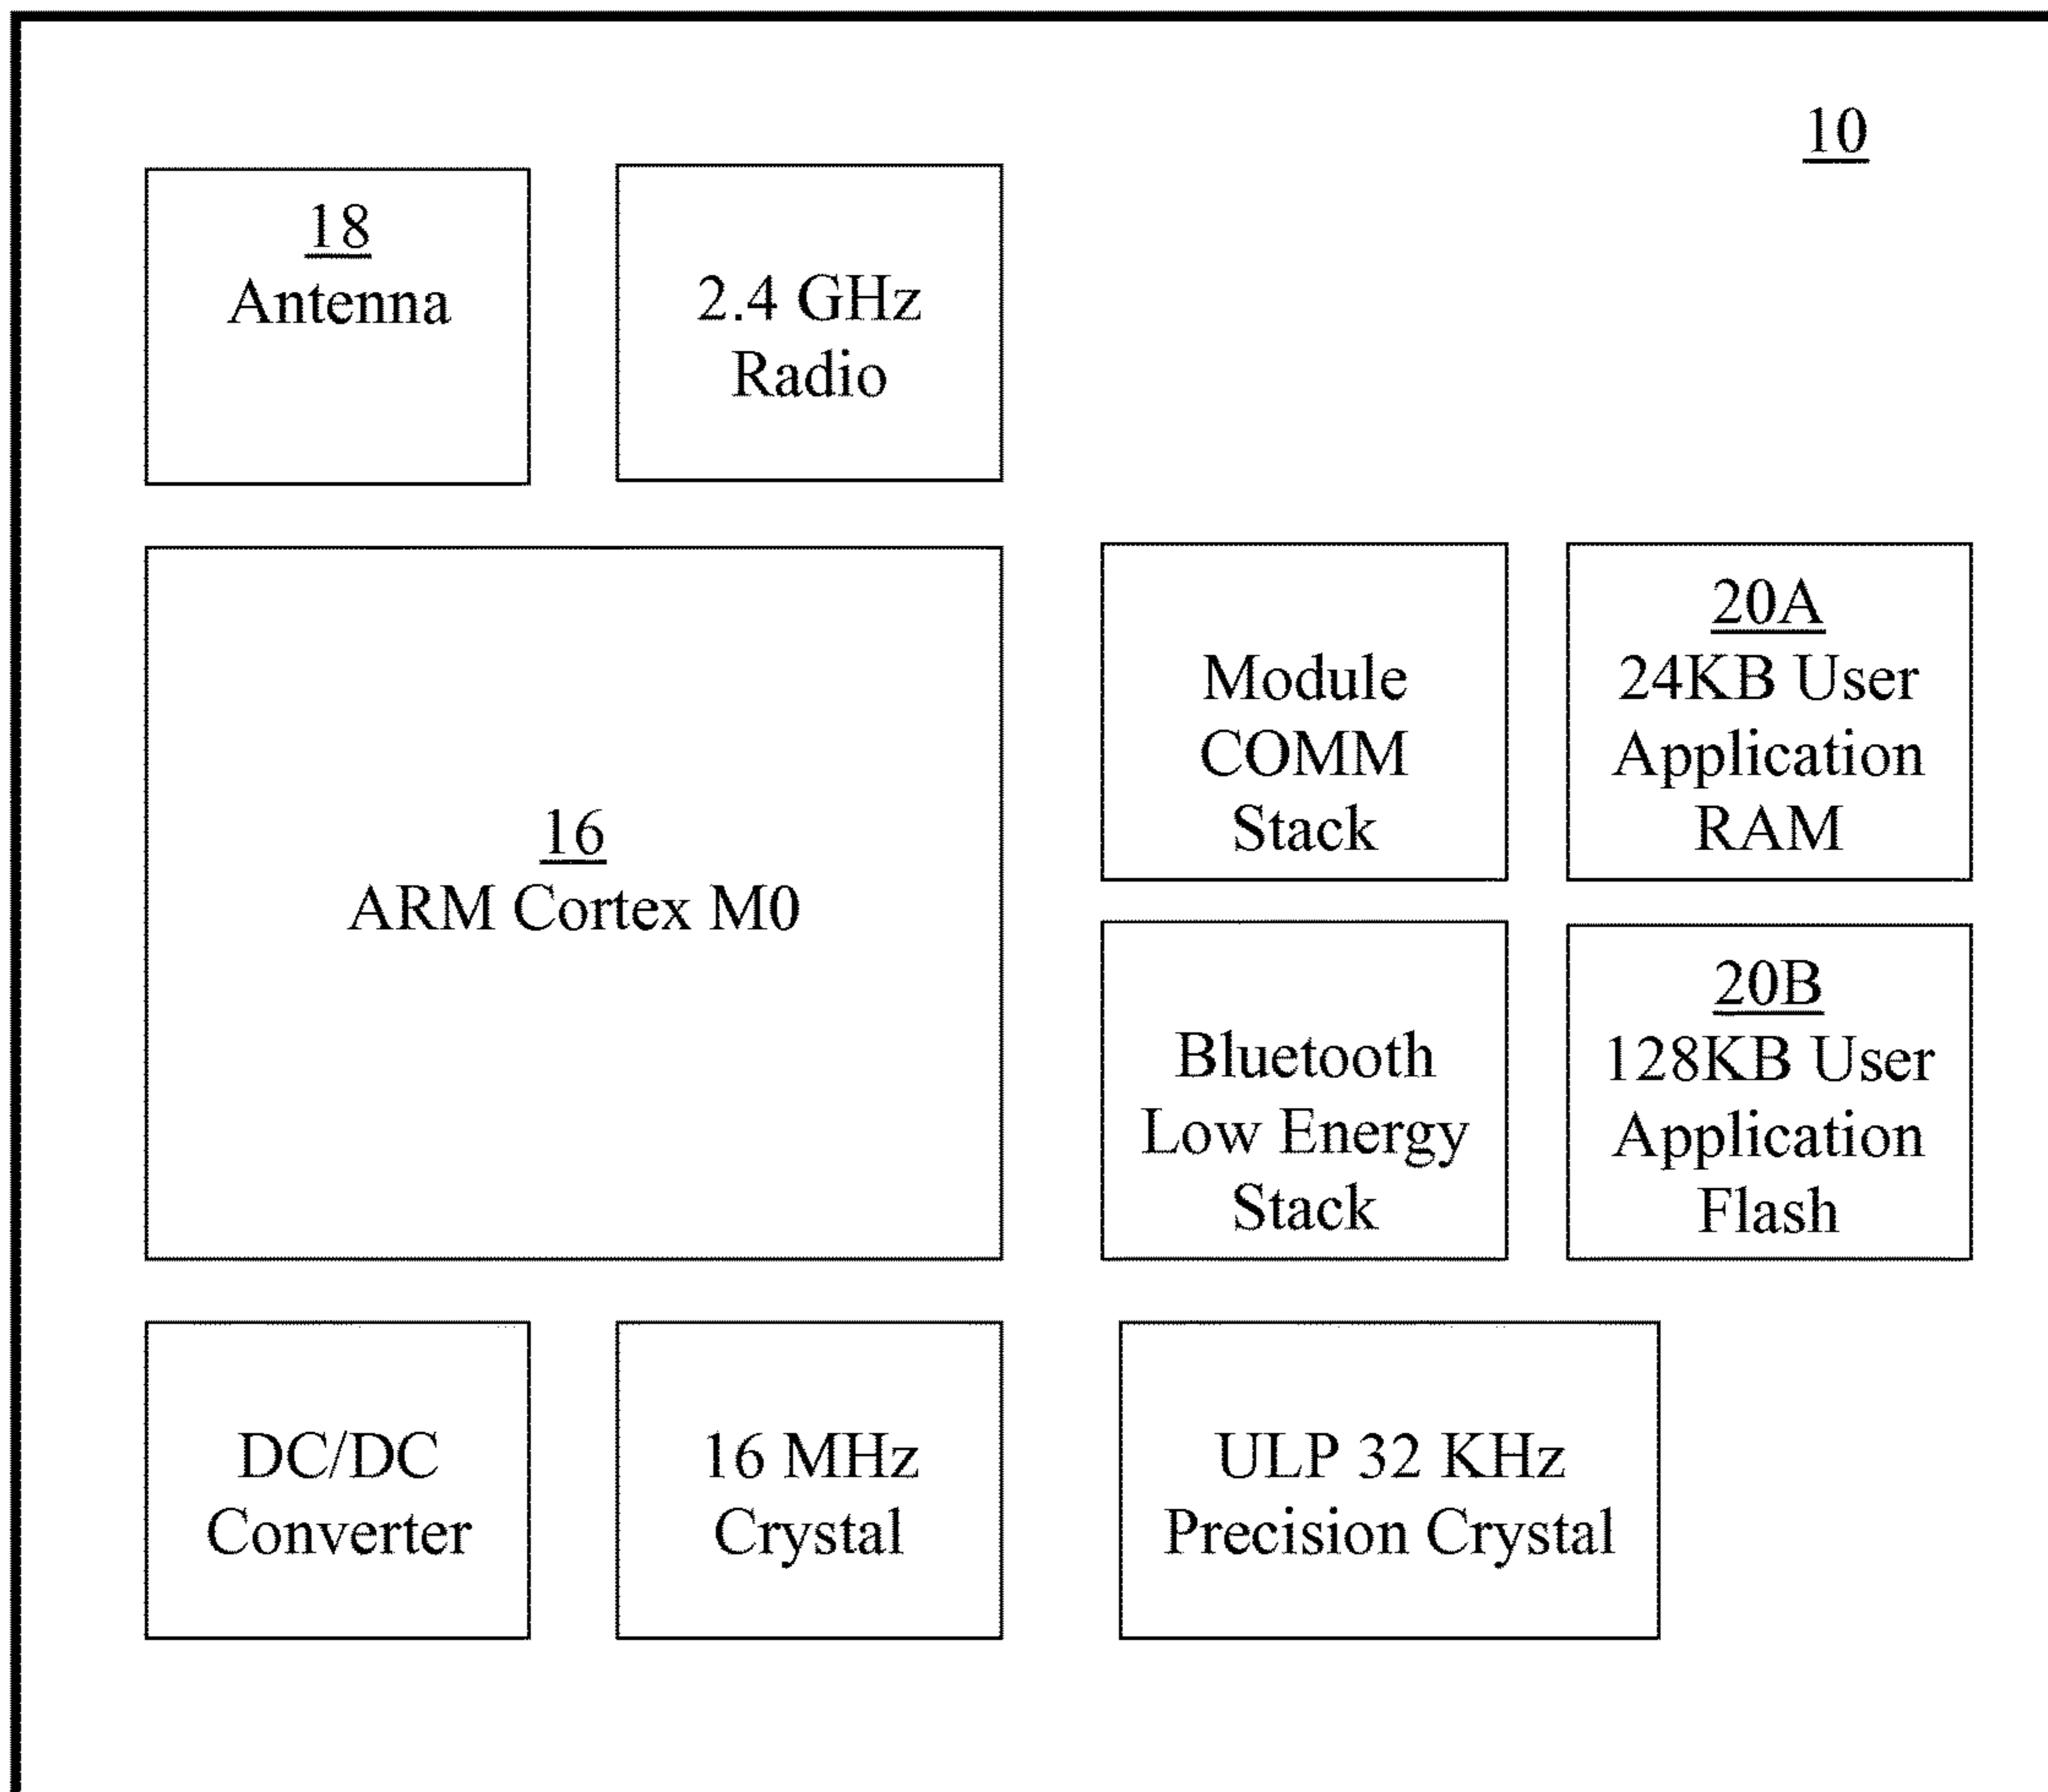 10
18
Antenna
2.4 GHz
Radio
16
ARM Cortex M0
Module
COMM
Stack
20A
24KB User
Application
RAM
Bluetooth
Low Energy
Stack
20B
128KB User
Application
Flash
DC/DC
Converter
16 MHz
Crystal
ULP 32 KHz
Precision Crystal